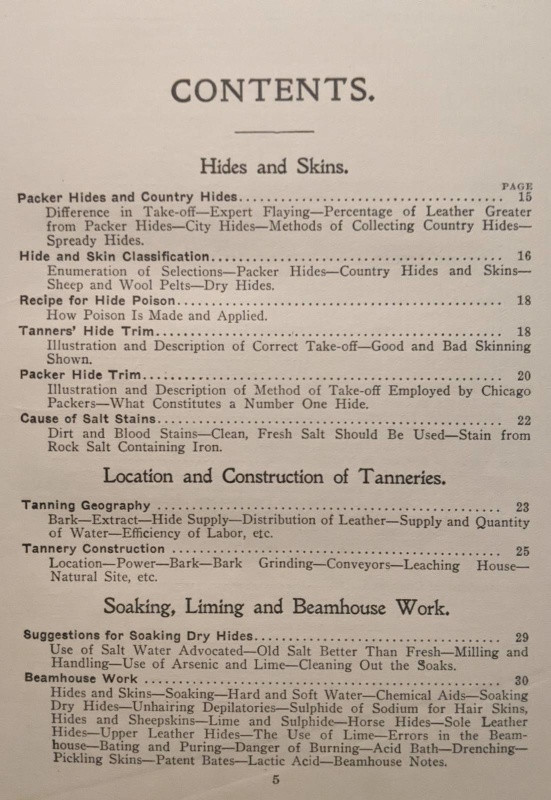 CONTENTS.
Hides and Skins.
PAGE
Packer Hides and Country Hides.................................... 15
Difference in Take-off—Expert Flaying—Percentage of Leather Greater
from Packer Hides—City Hides—Methods of Collecting Country Hides—
Spready Hides.
Hide and Skin Classification........................................ 16
Enumeration of Selections—Packer Hides—Country Hides and Skins—
Sheep and Wool Pelts—Dry Hides.
Recipe for Hide Poison............................................. 18
How Poison Is Made and Applied.
Tanners' Hide Trim................................................ 18
Illustration and Description of Correct Take-off—Good and Bad Skinning
Shown.
Packer Hide Trim.................................................. 20
Illustration and Description of Method of Take-off Employed by Chicago
Packers—What Constitutes a Number One Hide.
Cause of Salt Stains................................................ 22
Dirt and Blood Stains—Clean, Fresh Salt Should Be Used—Stain from
Rock Salt Containing Iron.
Location and Construction of Tanneries.
Tanning Geography ................................................ 23
Bark—Extract—Hide Supply—Distribution of Leather—Supply and Quantity
of Water—Efficiency of Labor, etc.
Tannery Construction .............................................. 25
Location—Power—Bark—Bark Grinding—Conveyors—Leaching House—
Natural Site, etc.
Soaking, Liming and Beamhouse Work.
Suggestions for Soaking Dry Hides.................................. 29
Use of Salt Water Advocated—Old Salt Better Than Fresh—Milling and
Handling—Use of Arsenic and Lime—Cleaning Out the Soaks.
Beamhouse Work .................................................. 30
Hides and Skins—Soaking—Hard and Soft Water—Chemical Aids—Soaking
Dry Hides—Unhairing Depilatories—Sulphide of Sodium for Hair Skins,
Hides and Sheepskins—Lime and Sulphide—Horse Hides—Sole Leather
Hides—Upper Leather Hides—The Use of Lime—Errors in the Beam-
house—Bating and Puring—Danger of Burning—Acid Bath—Drenching—
Pickling Skins—Patent Bates—Lactic Acid—Beamhouse Notes.
5